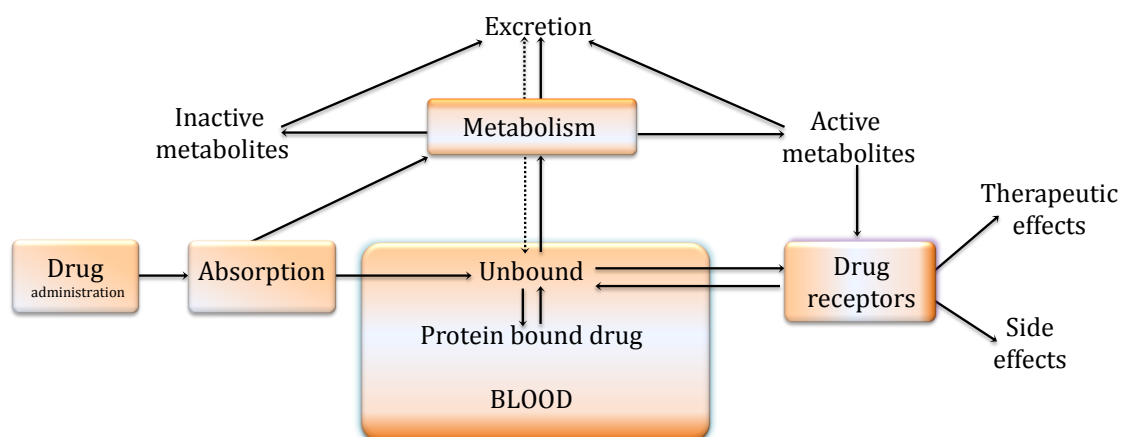 Excretion
Inactive
metabolites
Metabolism
Active
metabolites
Therapeutic
effects
Drug
administration
Absorption
Unbound
Drug
receptors
Protein bound drug
Side
effects
BLOOD